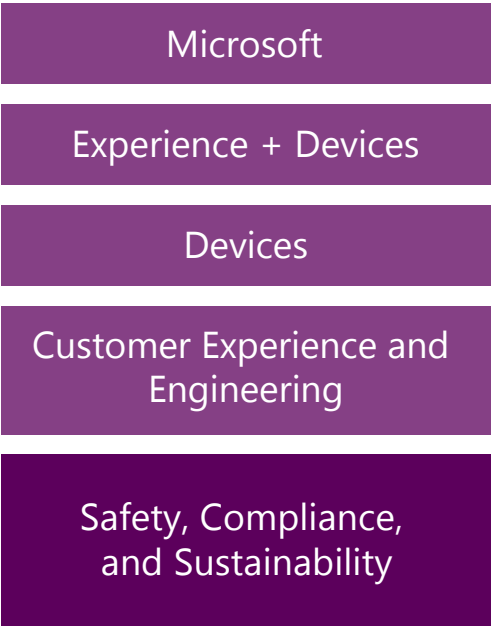 Microsoft
Experience + Devices
Devices
Customer Experience and
Engineering
Safety, Compliance,
and Sustainability